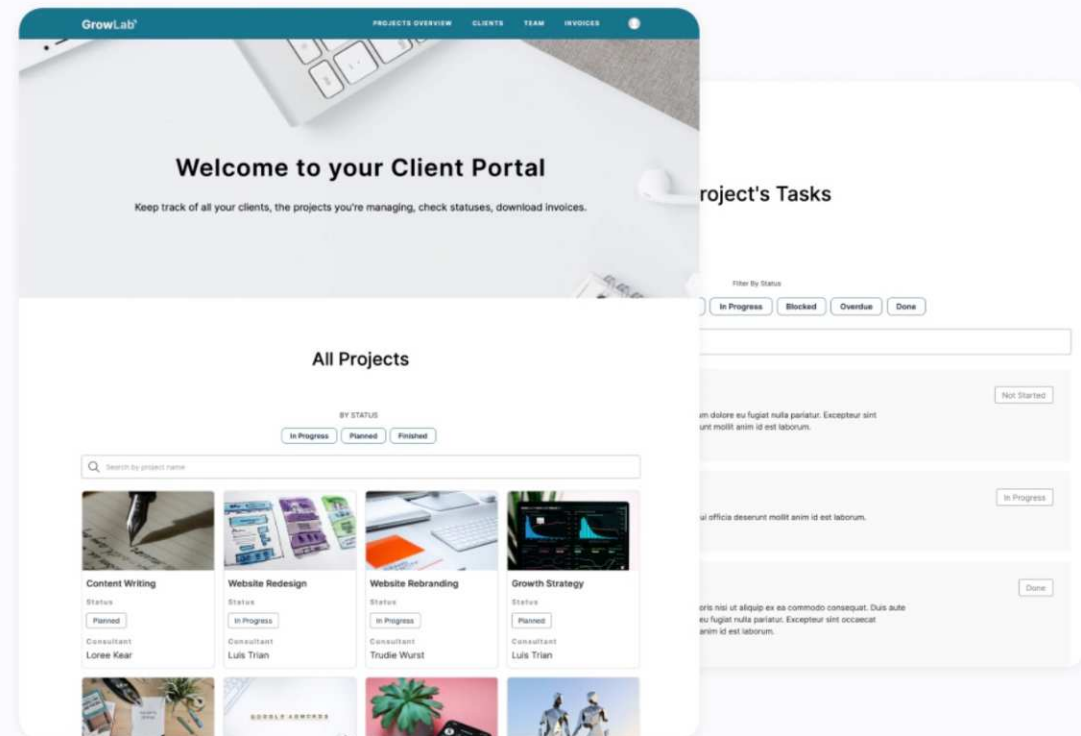 GrowLab
PROJECTS OVERVIEW CLIENTS TEAM INVOICES
Welcome to your Client Portal
Keep track of all your clients, the projects you're managing, check statuses, download invoices.
All Projects
BY STATUS
In Progress Planned Finished
Search by project name
Content Writing
Status
Planned
Consultant
Loree Kear
Website Redesign
Status
In Progress
Consultant
Luis Trian
Website Rebranding
Status
In Progress
Consultant
Trudie Wurst
Growth Strategy
Status
Planned
Consultant
Luis Trian
GOOGLE ADWORDS
roject's Tasks
Filter By Status
In Progress Blocked Overdue Done
Not Started
m dolore eu fugiat nulla pariatur. Excepteur sint
unt mollit anim id est laborum.
In Progress
ui officia deserunt mollit anim id est laborum.
Done
oris nisi ut aliquip ex ea commodo consequat. Duis aute
eu fugiat nulla pariatur. Excepteur sint occaecat
anim id est laborum.